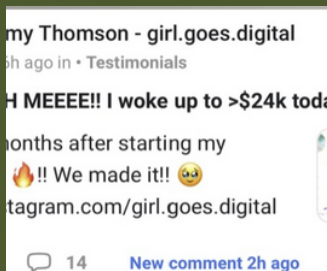 my Thomson - girl.goes.digital
6h ago in • Testimonials
H MEEEE!! I woke up to >$24k toda
onths after starting my
🔥!! We made it!! 🥹
tagram.com/girl.goes.digital
14
New comment 2h ago